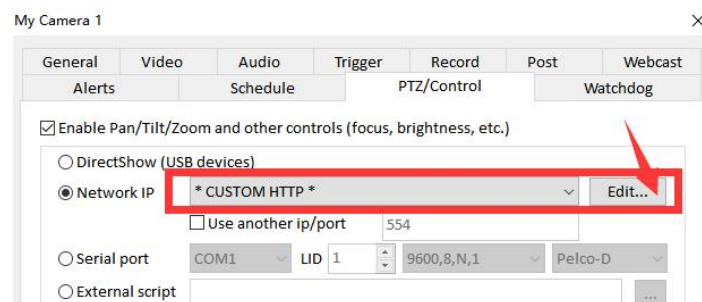 My Camera 1
General Video Audio Trigger Record Post Webcast
Alerts Schedule PTZ/Control Watchdog
Enable Pan/Tilt/Zoom and other controls (focus, brightness, etc.)
DirectShow (USB devices)
Network IP * CUSTOM HTTP * Edit...
Use another ip/port 554
Serial port COM1 LID 1 9600,8,N,1 Pelco-D
External script ...